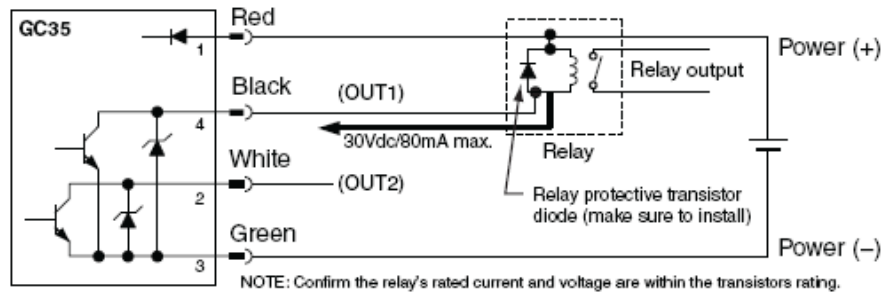 GC35
Red
1
Power (+)
Relay output
Black
(OUT1)
4
30Vdc/80mA max.
Relay
White
(OUT2)
2
Relay protective transistor
diode (make sure to install)
Green
3
Power (−)
NOTE: Confirm the relay's rated current and voltage are within the transistors rating.